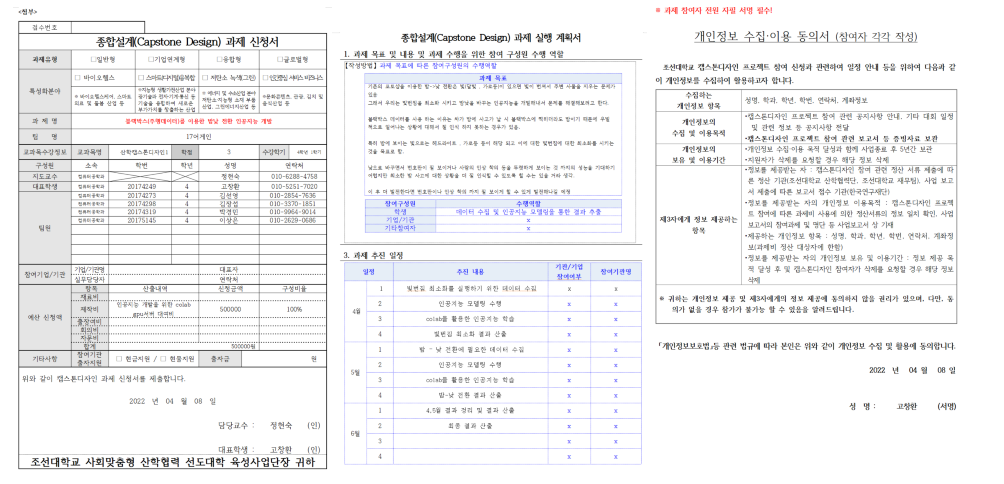 <첨부>
접수번호
종합설계(Capstone Design) 과제 신청서
과제유형 □일반형 □기업연계형 □융합형 □글로벌형
특성화분야 □ 바이오헬스 □ 스마트디지털융복합 □ 저탄소 녹색(그린) □ 인간중심 서비스 비즈니스
과 제 명 블랙박스(주행데이터)를 이용한 밤낮 전환 인공지능 개발
팀 명 17어게인
교과목수강정보 교과목명 산학캡스톤디자인1 학점 3 수강학기 4학년 1학기
구성원 소속 학번 학년 성명 연락처
지도교수 컴퓨터공학과 정현숙 010-6288-4758
대표학생 컴퓨터공학과 20174249 4 고창환 010-5251-7020
팀원
컴퓨터공학과 20174273 4 김선영 010-2854-7636
컴퓨터공학과 20174298 4 김창섭 010-3370-1851
컴퓨터공학과 20174319 4 박경민 010-9964-9014
컴퓨터공학과 20175145 4 이상은 010-2629-0686
참여기업/기관 기업/기관명 대표자
실무담당자 연락처
예산 신청액 항목 산출내역 신청금액 구성비율
재료비
제작비 인공지능 개발을 위한 colab gpu서버 대여비 500000 100%
출장여비
회의비
자문비
합계 500000원
기타사항 참여기관 출자지원 □ 현금지원 / □ 현물지원 출자금 원
위와 같이 캡스톤디자인 과제 신청서를 제출합니다.
2022 년 04 월 08 일
담당교수 : 정현숙 (인)
대표학생 : 고창환 (인)
조선대학교 사회맞춤형 산학협력 선도대학 육성사업단장 귀하
종합설계(Capstone Design) 과제 실행 계획서
1. 과제 목표 및 내용 및 과제 수행을 위한 참여 구성원 수행 역할
[작성방법] 과제 목표에 따른 참여구성원의 수행역할
과제 목표
참여구성원 수행역할
학생 데이터 수집 및 인공지능 모델링을 통한 결과 추출
기업/기관 x
기타참여자 x
3. 과제 추진 일정
일정 추진 내용 기관/기업 참여여부 참여기관명
4월
1 빛번짐 최소화를 실행하기 위한 데이터 수집 x x
2 인공지능 모델링 수행 x x
3 colab를 활용한 인공지능 학습 x x
4 빛번짐 최소화 결과 산출 x x
5월
1 밤 - 낮 전환에 필요한 데이터 수집 x x
2 인공지능 모델링 수행 x x
3 colab를 활용한 인공지능 학습 x x
4 밤-낮 전환 결과 산출 x x
6월
1 4,5월 결과 정리 및 결과 산출 x x
2 최종 결과 산출 x x
3 x x
4 x x
※ 과제 참여자 전원 자필 서명 필수!
개인정보 수집·이용 동의서 (참여자 각각 작성)
조선대학교 캡스톤디자인 프로젝트 참여 신청과 관련하여 일정 안내 등을 위하여 다음과 같
이 개인정보를 수집하여 활용하고자 합니다.
수집하는 개인정보 항목 성명, 학과, 학년, 학번, 연락처, 계좌정보
개인정보의 수집 및 이용목적
•캡스톤디자인 프로젝트 참여 관련 공지사항 안내, 기타 대회 일정
및 관련 정보 등 공지사항 전달
•캡스톤디자인 프로젝트 참여 관련 보고서 등 증빙자료 보관
개인정보의 보유 및 이용기간
•개인정보 수집·이용 목적 달성과 함께 사업종료 후 5년간 보관
•지원자가 삭제를 요청할 경우 해당 정보 삭제
제3자에게 정보 제공하는 항목
•정보를 제공받는 자 : 캡스톤디자인 참여 관련 정산 서류 제출에 따
른 정산 기관(조선대학교 산학협력단, 조선대학교 재무팀), 사업 보고
서 제출에 따른 보고서 접수 기관(한국연구재단)
•정보를 제공받는 자의 개인정보 이용목적 : 캡스톤디자인 프로젝
트 참여에 따른 과제비 사용에 의한 정산서류의 정보 일치 확인, 사업
보고서의 참여과제 및 명단 등 사업보고서 상 기재
•제공하는 개인정보 항목 : 성명, 학과, 학년, 학번, 연락처, 계좌정
보(과제비 정산 대상자에 한함)
•정보를 제공받는 자의 개인정보 보유 및 이용기간 : 정보 제공 목
적 달성 후 및 캡스톤디자인 참여자가 삭제를 요청할 경우 해당 정보
삭제
※ 귀하는 개인정보 제공 및 제3자에게의 정보 제공에 동의하지 않을 권리가 있으며, 다만, 동
의가 없을 경우 참가가 불가능 할 수 있음을 알려드립니다.
「개인정보보호법」등 관련 법규에 따라 본인은 위와 같이 개인정보 수집 및 활용에 동의합니다.
2022 년 04 월 08 일
성 명 : 고창환 (서명)